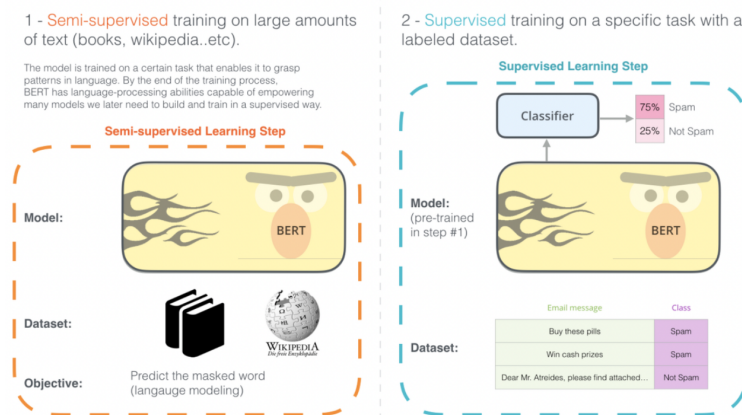 1 - Semi-supervised training on large amounts
of text (books, wikipedia..etc).
The model is trained on a certain task that enables it to grasp
patterns in language. By the end of the training process,
BERT has language-processing abilities capable of empowering
many models we later need to build and train in a supervised way.
Semi-supervised Learning Step
Model:
BERT
Dataset:
WIKIPEDIA
Die freie Enzyklopädie
Objective:
Predict the masked word
(langauge modeling)
2 - Supervised training on a specific task with a
labeled dataset.
Supervised Learning Step
Classifier
75% Spam
25% Not Spam
Model:
(pre-trained
in step #1)
BERT
Email message Class
Buy these pills Spam
Win cash prizes Spam
Dear Mr. Atreides, please find attached... Not Spam
Dataset: